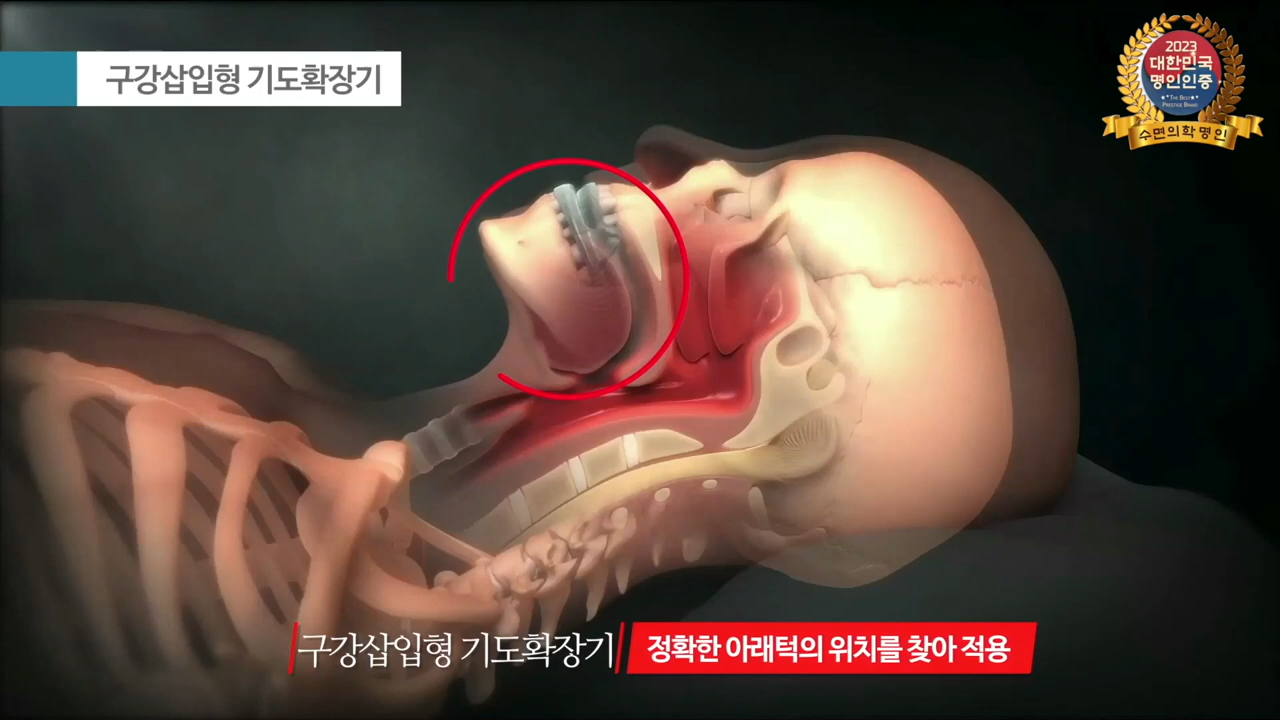 구강삽입형 기도확장기
2023
대한민국
명인인증
★★THE BEST★★
PRESTIGE BRAND
수면의학명인
구강삽입형 기도확장기
정확한 아래턱의 위치를 찾아 적용